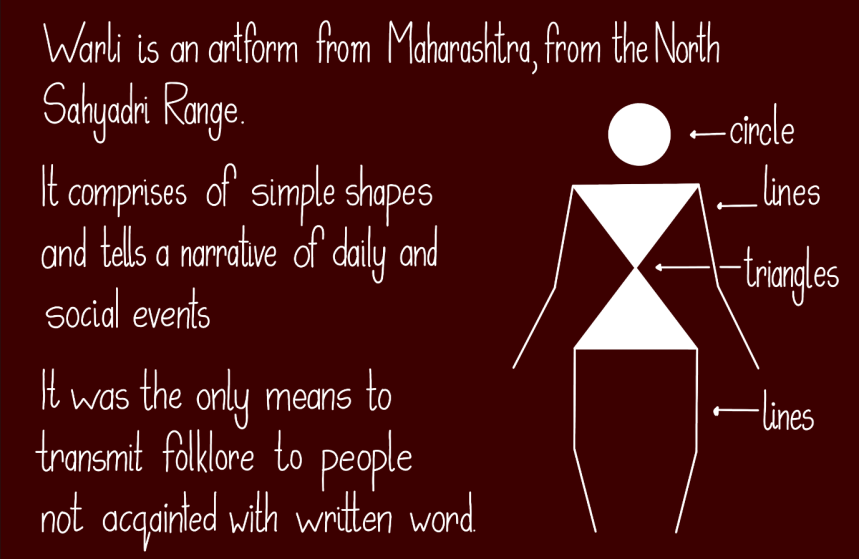 Warli is an artform from Maharashtra, from the North
Sahyadri Range.
It comprises of simple shapes
and tells a narrative of daily and
social events
It was the only means to
transmit folklore to people
not acqainted with written word.
circle
lines
triangles
lines